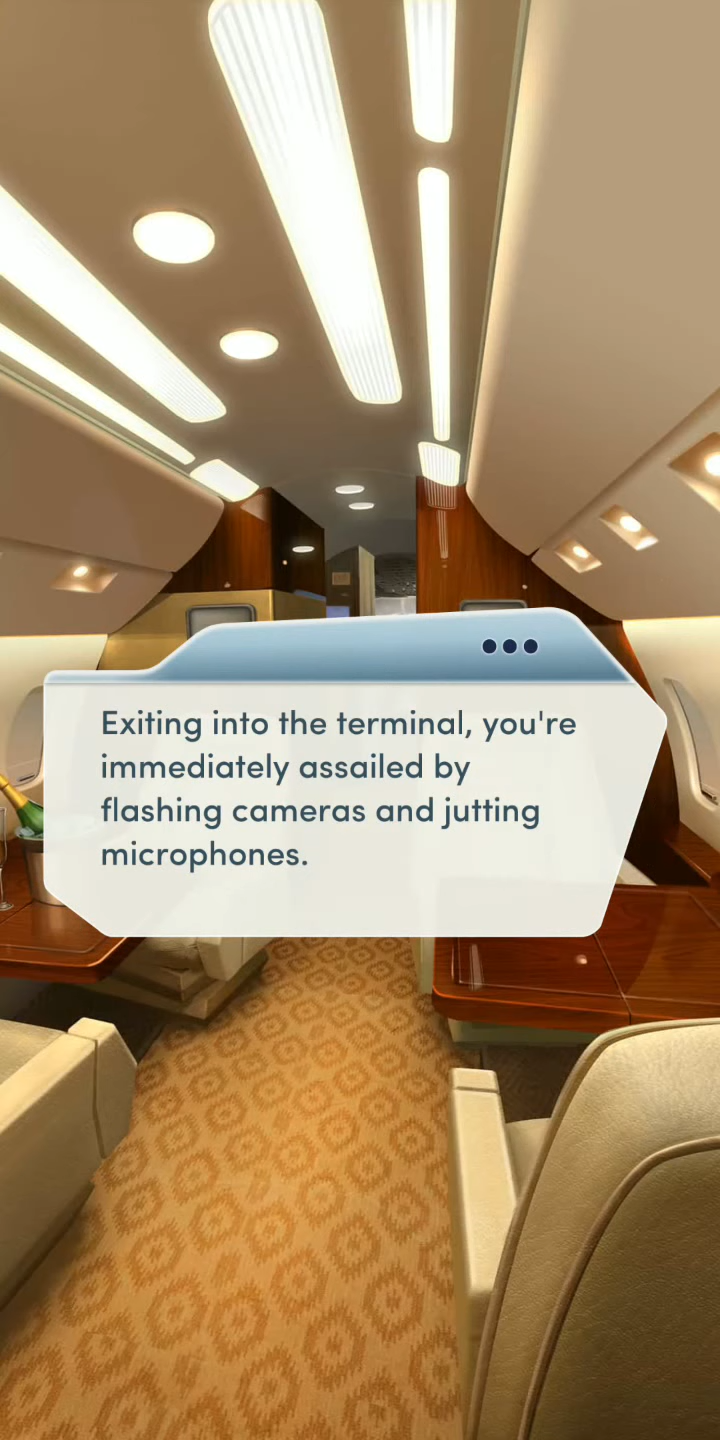 Exiting into the terminal, you're
immediately assailed by
flashing cameras and jutting
microphones.